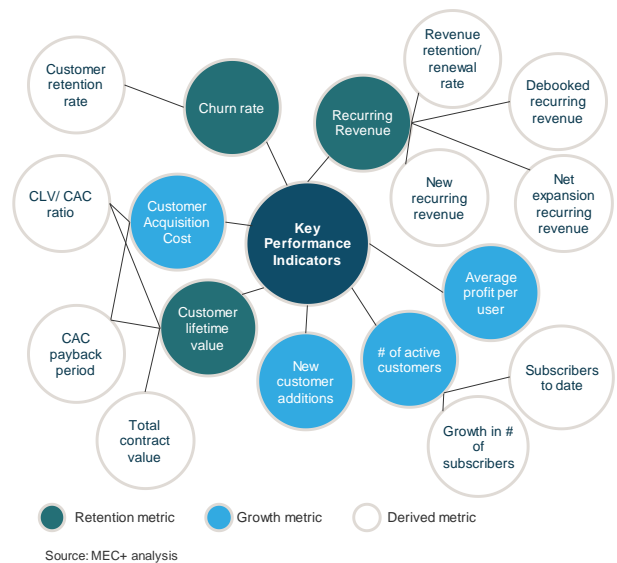 Customer
retention
rate
Churn rate
Recurring
Revenue
Revenue
retention/
renewal
rate
Debooked
recurring
revenue
New
recurring
revenue
Net
expansion
recurring
revenue
CLV/ CAC
ratio
Customer
Acquisition
Cost
Key
Performance
Indicators
Average
profit per
user
Customer
lifetime
value
CAC
payback
period
New
customer
additions
# of active
customers
Subscribers
to date
Total
contract
value
Growth in #
of
subscribers
Retention metric
Growth metric
Derived metric
Source: MEC+ analysis